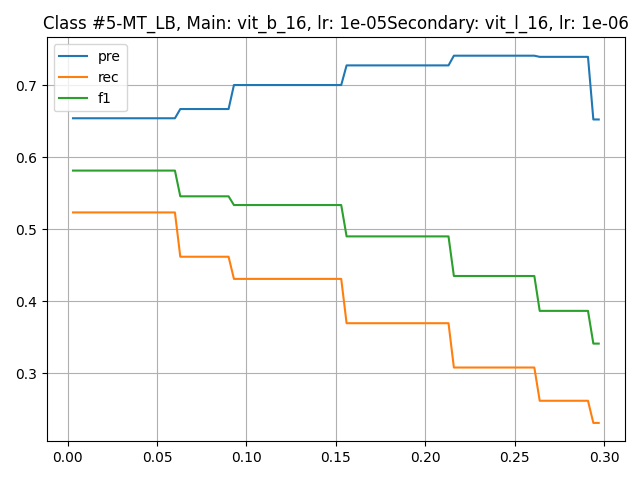 Class #5-MT_LB, Main: vit_b_16, lr: 1e-05Secondary: vit_l_16, lr: 1e-06
pre
rec
f1
0.7
0.6
0.5
0.4
0.3
0.00 0.05 0.10 0.15 0.20 0.25 0.30